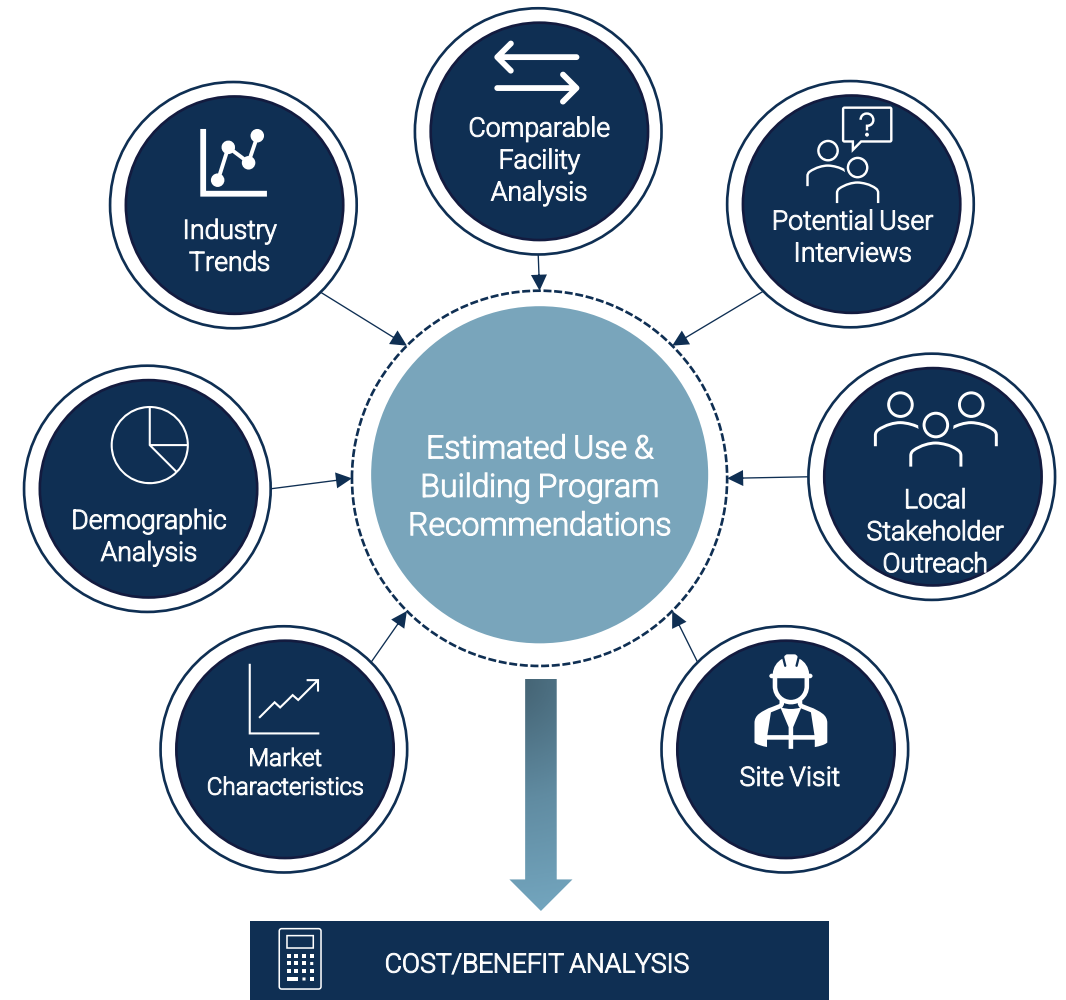 Comparable
Facility
Analysis
Industry
Trends
?
Potential User
Interviews
Estimated Use &
Building Program
Recommendations
Demographic
Analysis
Local
Stakeholder
Outreach
Market
Characteristics
Site Visit
COST/BENEFIT ANALYSIS